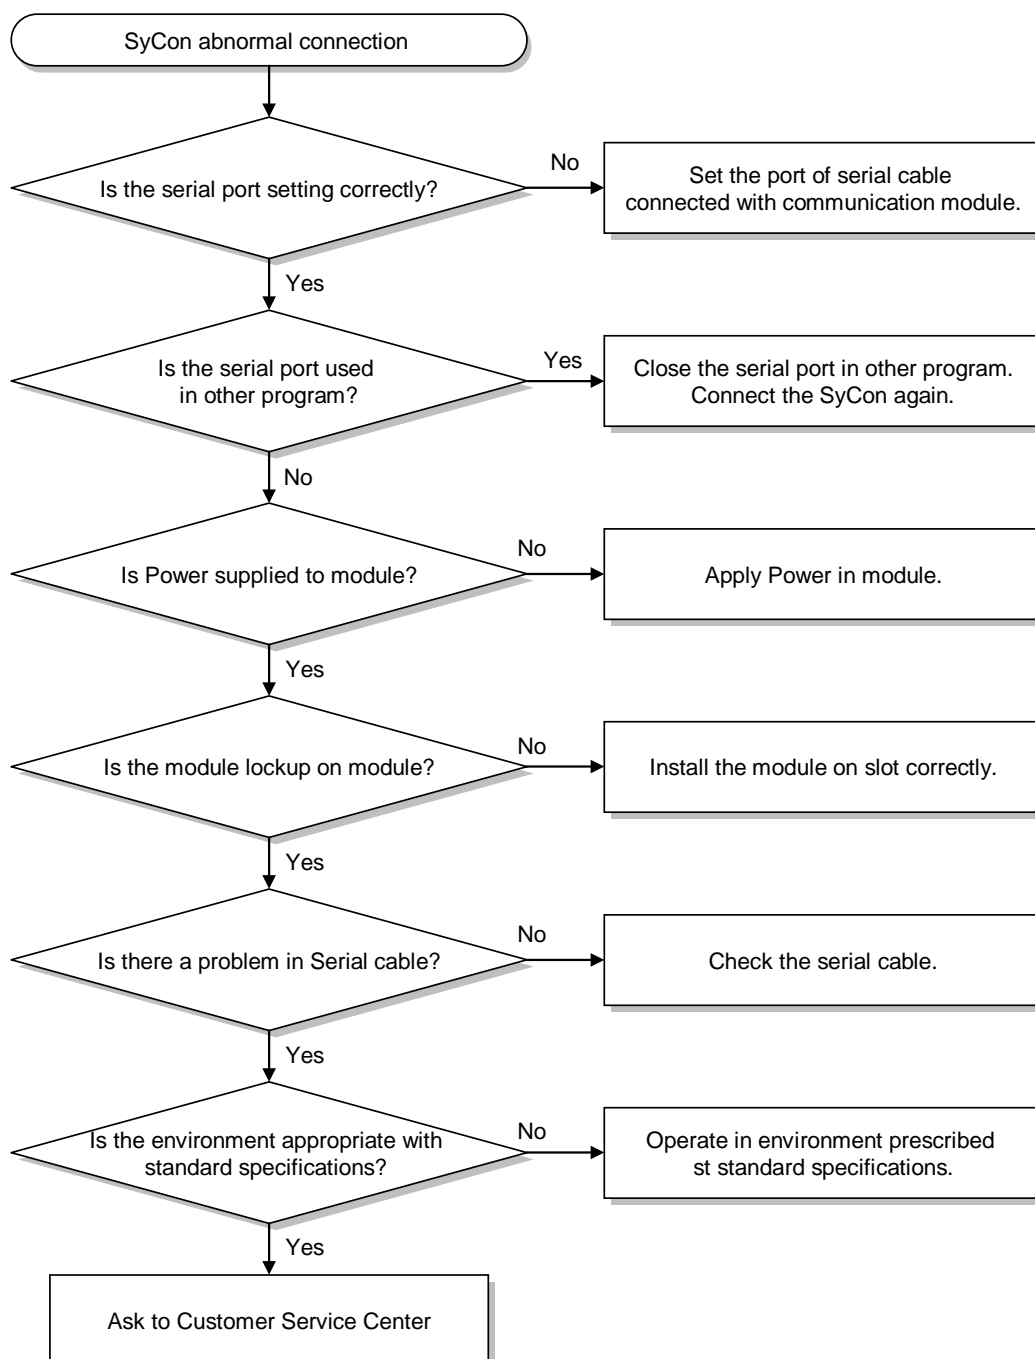 SyCon abnormal connection
Is the serial port setting correctly?
No
Set the port of serial cable
connected with communication module.
Yes
Is the serial port used
in other program?
Yes
Close the serial port in other program.
Connect the SyCon again.
No
Is Power supplied to module?
No
Apply Power in module.
Yes
Is the module lockup on module?
No
Install the module on slot correctly.
Yes
Is there a problem in Serial cable?
No
Check the serial cable.
Yes
Is the environment appropriate with
standard specifications?
No
Operate in environment prescribed
st standard specifications.
Yes
Ask to Customer Service Center